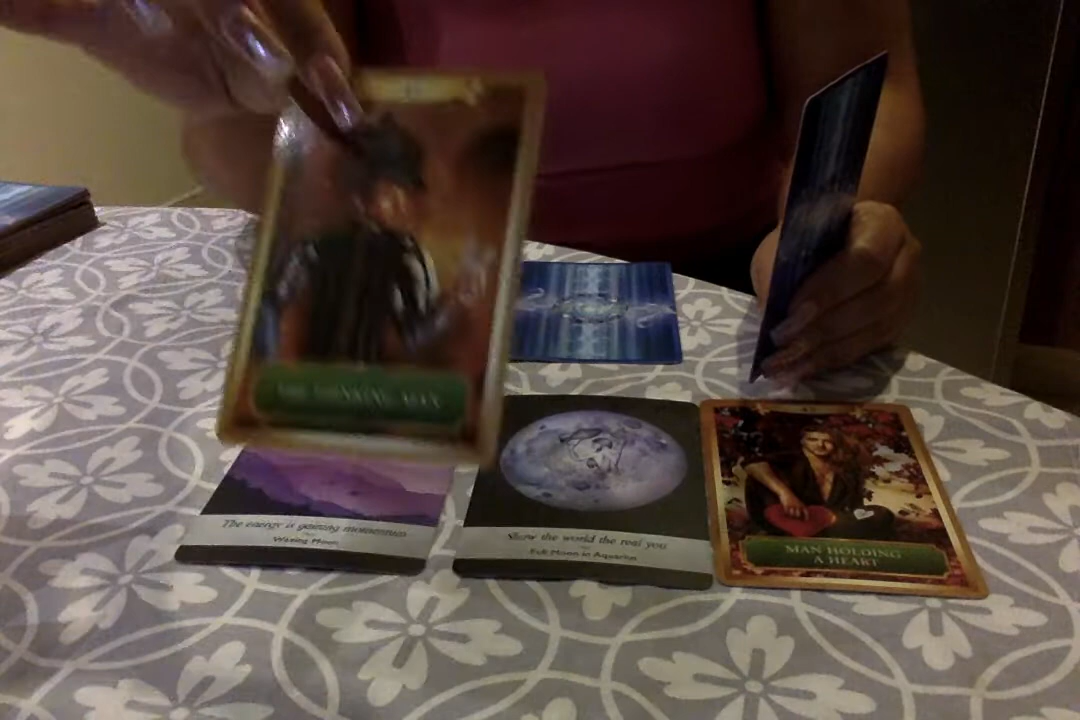 The energy is gaining momentum
Waxing Moon
Show the world the real you
Full Moon in Aquarius
MAN HOLDING
A HEART